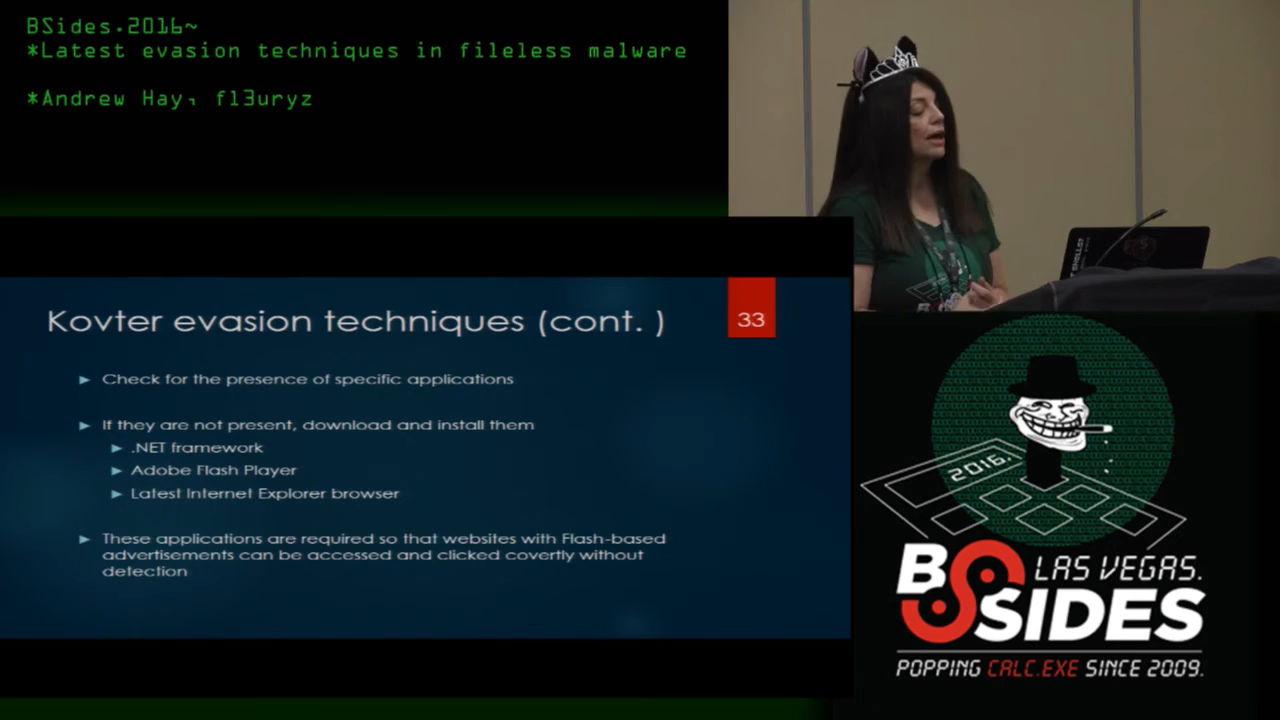 BSides.2016~
*Latest evasion techniques in fileless malware
*Andrew Hay, fl3uryz
Kovter evasion techniques (cont. )
33
Check for the presence of specific applications
If they are not present, download and install them
.NET framework
Adobe Flash Player
Latest Internet Explorer browser
These applications are required so that websites with Flash-based
advertisements can be accessed and clicked covertly without
detection
2016.
BSIDES
LAS VEGAS.
POPPING CALC.EXE SINCE 2009.